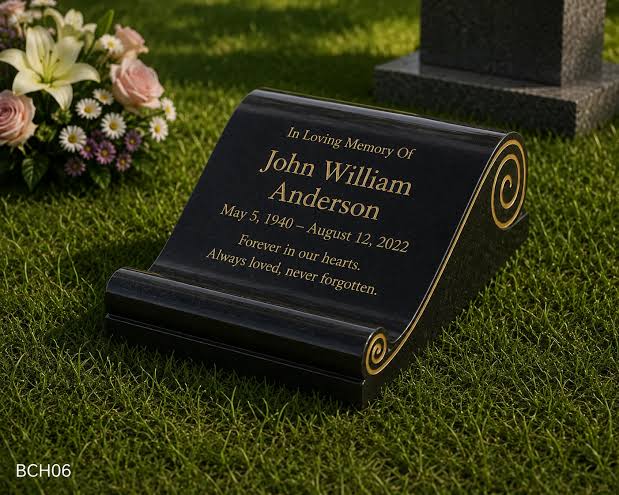 In Loving Memory Of
John William
Anderson
May 5, 1940 – August 12, 2022
Forever in our hearts.
Always loved, never forgotten.
BCH06